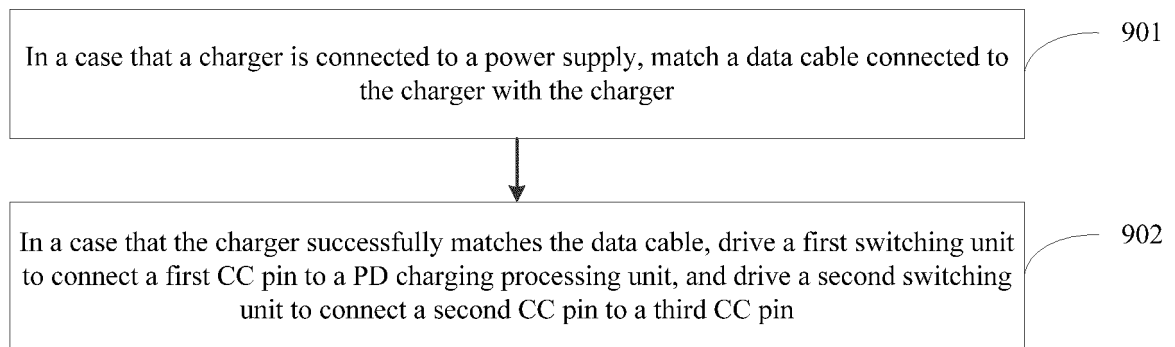 901
In a case that a charger is connected to a power supply, match a data cable connected to
the charger with the charger
902
In a case that the charger successfully matches the data cable, drive a first switching unit
to connect a first CC pin to a PD charging processing unit, and drive a second switching
unit to connect a second CC pin to a third CC pin